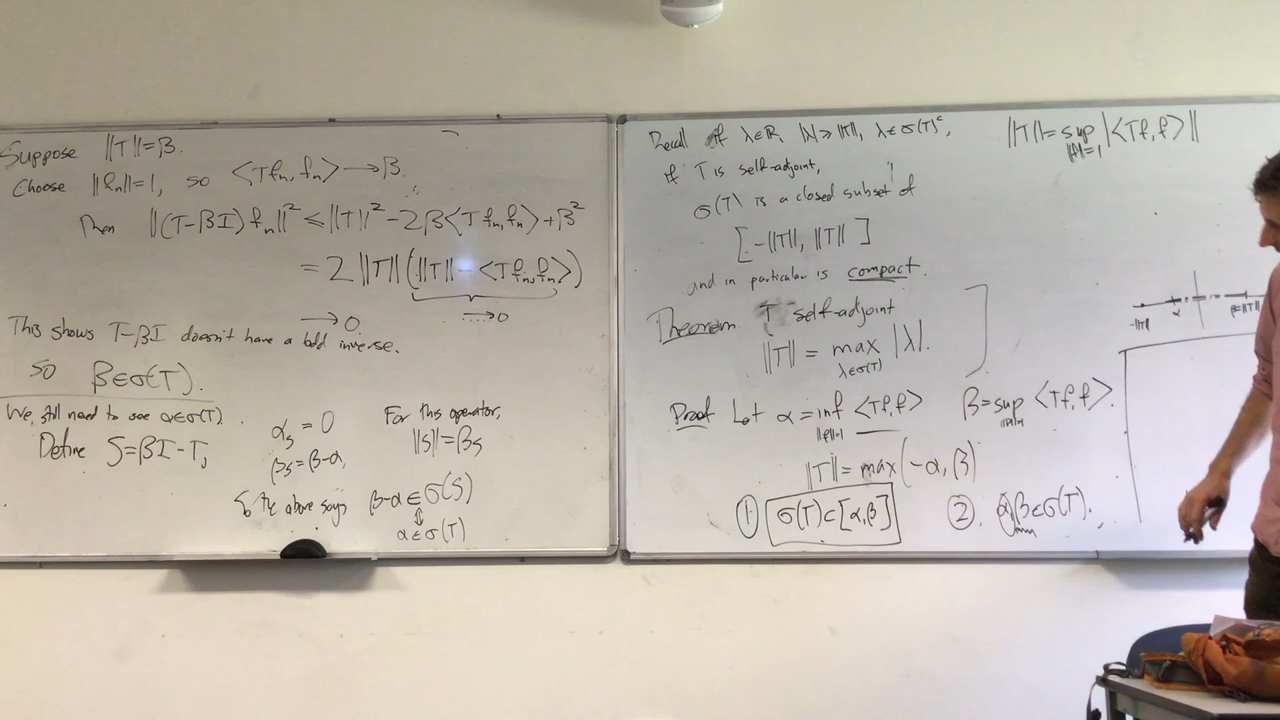 Suppose ||T||=β.
Choose ||fₙ||=1, so ⟨Tfₙ,fₙ⟩ → β.
Then ||(T-βI)fₙ||² ≤ ||T||² - 2β⟨Tfₙ,fₙ⟩ + β²
= 2||T||(||T|| - ⟨Tfₙ,fₙ⟩)
→ 0
→ 0.
This shows T-βI doesn't have a bdd inverse.
So β∈σ(T).
We still need to see α∈σ(T).
Define S=βI-T,
α_S = 0
β_S = β-α,
For this operator,
||S||=β_S
So the above says β-α ∈ σ(S)
⇕
α∈σ(T)
Recall if λ∈ℝ, |λ| > ||T||, λ∈σ(T)ᶜ,
if T is self-adjoint,
σ(T) is a closed subset of
[-||T||, ||T||]
and in particular is compact.
||T|| = sup |⟨Tf,f⟩|
||f||=1
Theorem T self-adjoint
||T|| = max |λ|.
λ∈σ(T)
Proof Let α = inf ⟨Tf,f⟩ β = sup ⟨Tf,f⟩.
||f||=1 ||f||=1
||T|| = max(-α, β)
① σ(T)⊂[α,β] ② α,β∈σ(T).
-||T|| α β=||T||